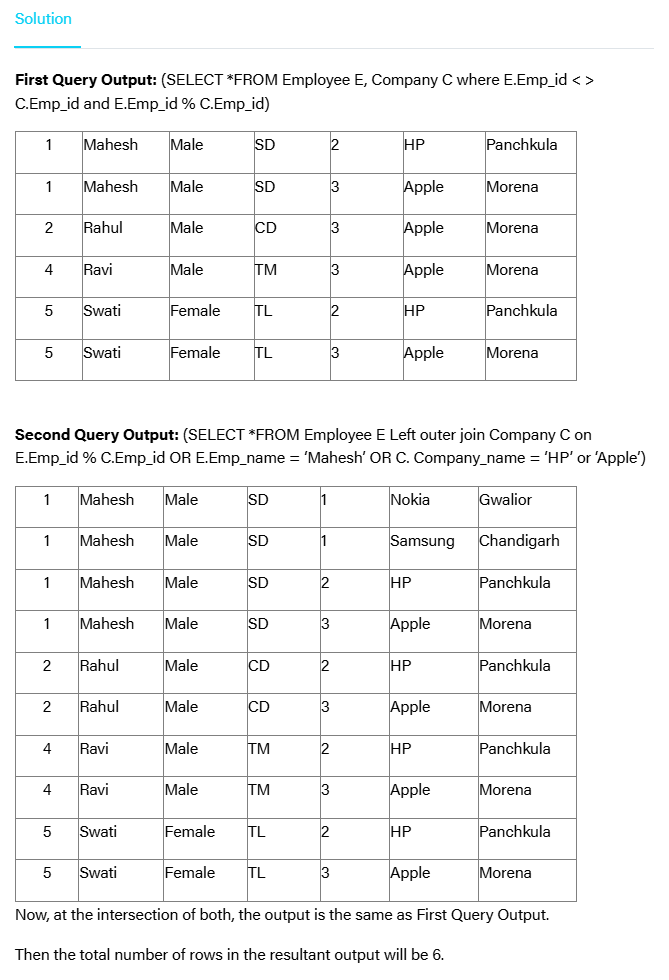 Solution
First Query Output: (SELECT *FROM Employee E, Company C where E.Emp_id < >
C.Emp_id and E.Emp_id % C.Emp_id)
1 Mahesh Male SD 2 HP Panchkula
1 Mahesh Male SD 3 Apple Morena
2 Rahul Male CD 3 Apple Morena
4 Ravi Male TM 3 Apple Morena
5 Swati Female TL 2 HP Panchkula
5 Swati Female TL 3 Apple Morena
Second Query Output: (SELECT *FROM Employee E Left outer join Company C on
E.Emp_id % C.Emp_id OR E.Emp_name = ‘Mahesh’ OR C. Company_name = ‘HP’ or ‘Apple’)
1 Mahesh Male SD 1 Nokia Gwalior
1 Mahesh Male SD 1 Samsung Chandigarh
1 Mahesh Male SD 2 HP Panchkula
1 Mahesh Male SD 3 Apple Morena
2 Rahul Male CD 2 HP Panchkula
2 Rahul Male CD 3 Apple Morena
4 Ravi Male TM 2 HP Panchkula
4 Ravi Male TM 3 Apple Morena
5 Swati Female TL 2 HP Panchkula
5 Swati Female TL 3 Apple Morena
Now, at the intersection of both, the output is the same as First Query Output.
Then the total number of rows in the resultant output will be 6.